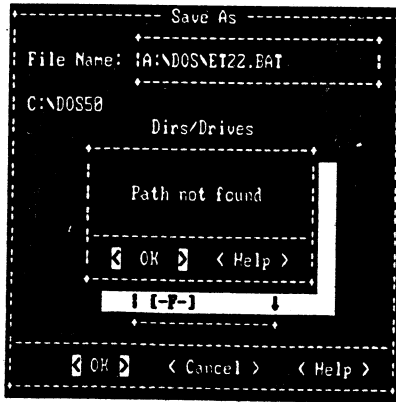 Save As
File Name: A:\DOS\ET22.BAT
C:\DOS50
Dirs/Drives
Path not found
< OK > < Help >
[-F-]
< OK > < Cancel > < Help >